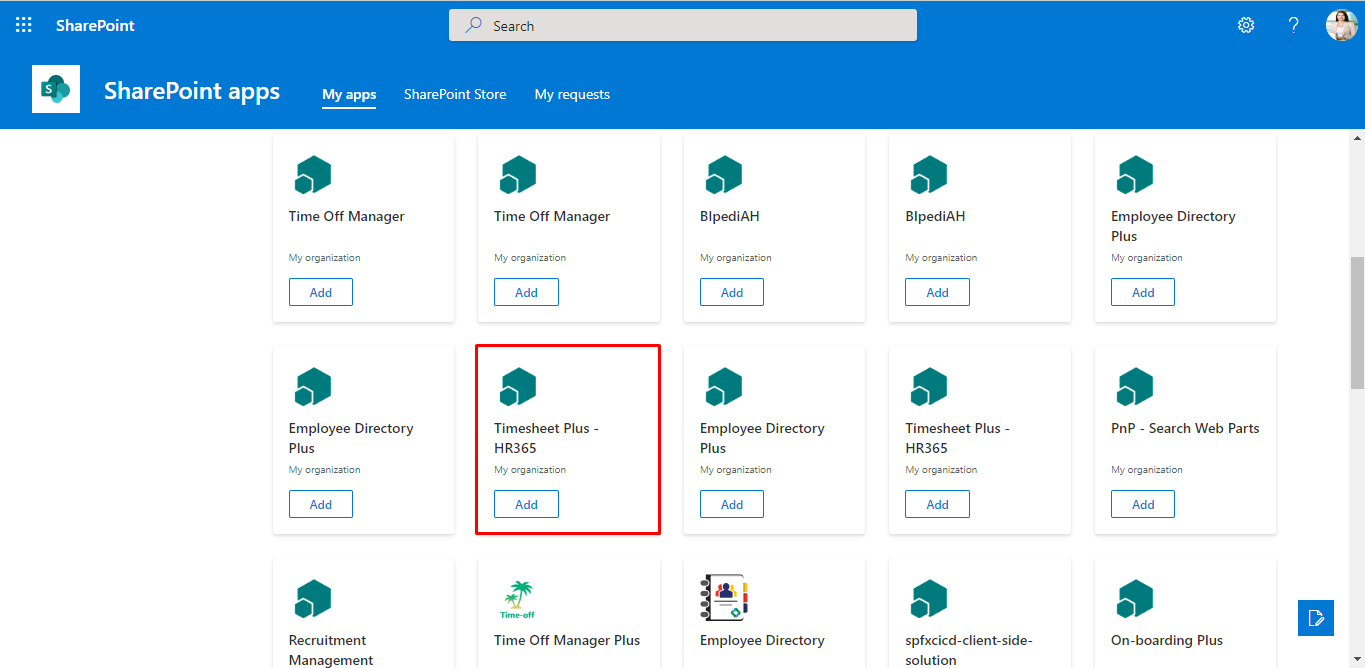 SharePoint
Search
S
SharePoint apps
My apps
SharePoint Store
My requests
Time Off Manager
My organization
Add
Time Off Manager
My organization
Add
BlpediAH
My organization
Add
BlpediAH
My organization
Add
Employee Directory
Plus
My organization
Add
Employee Directory
Plus
My organization
Add
Timesheet Plus -
HR365
My organization
Add
Employee Directory
Plus
My organization
Add
Timesheet Plus -
HR365
My organization
Add
PnP - Search Web Parts
My organization
Add
Recruitment
Management
Time-off
Time Off Manager Plus
Employee Directory
spfxcicd-client-side-
solution
On-boarding Plus